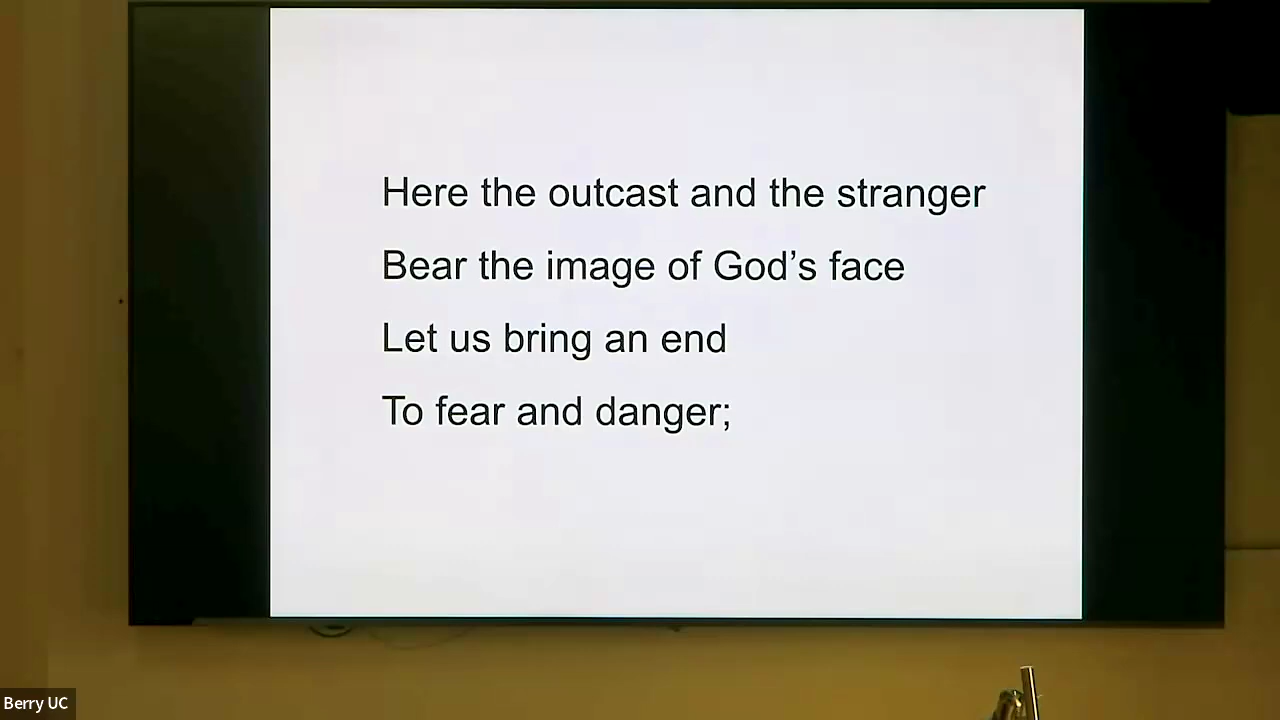 Here the outcast and the stranger
Bear the image of God’s face
Let us bring an end
To fear and danger;
Berry UC